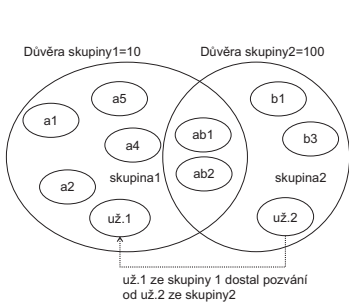 Důvěra skupiny1=10
Důvěra skupiny2=100
a5
b1
a1
ab1
b3
a4
ab2
skupina1
skupina2
a2
už.1
už.2
už.1 ze skupiny 1 dostal pozvání
od už.2 ze skupiny2